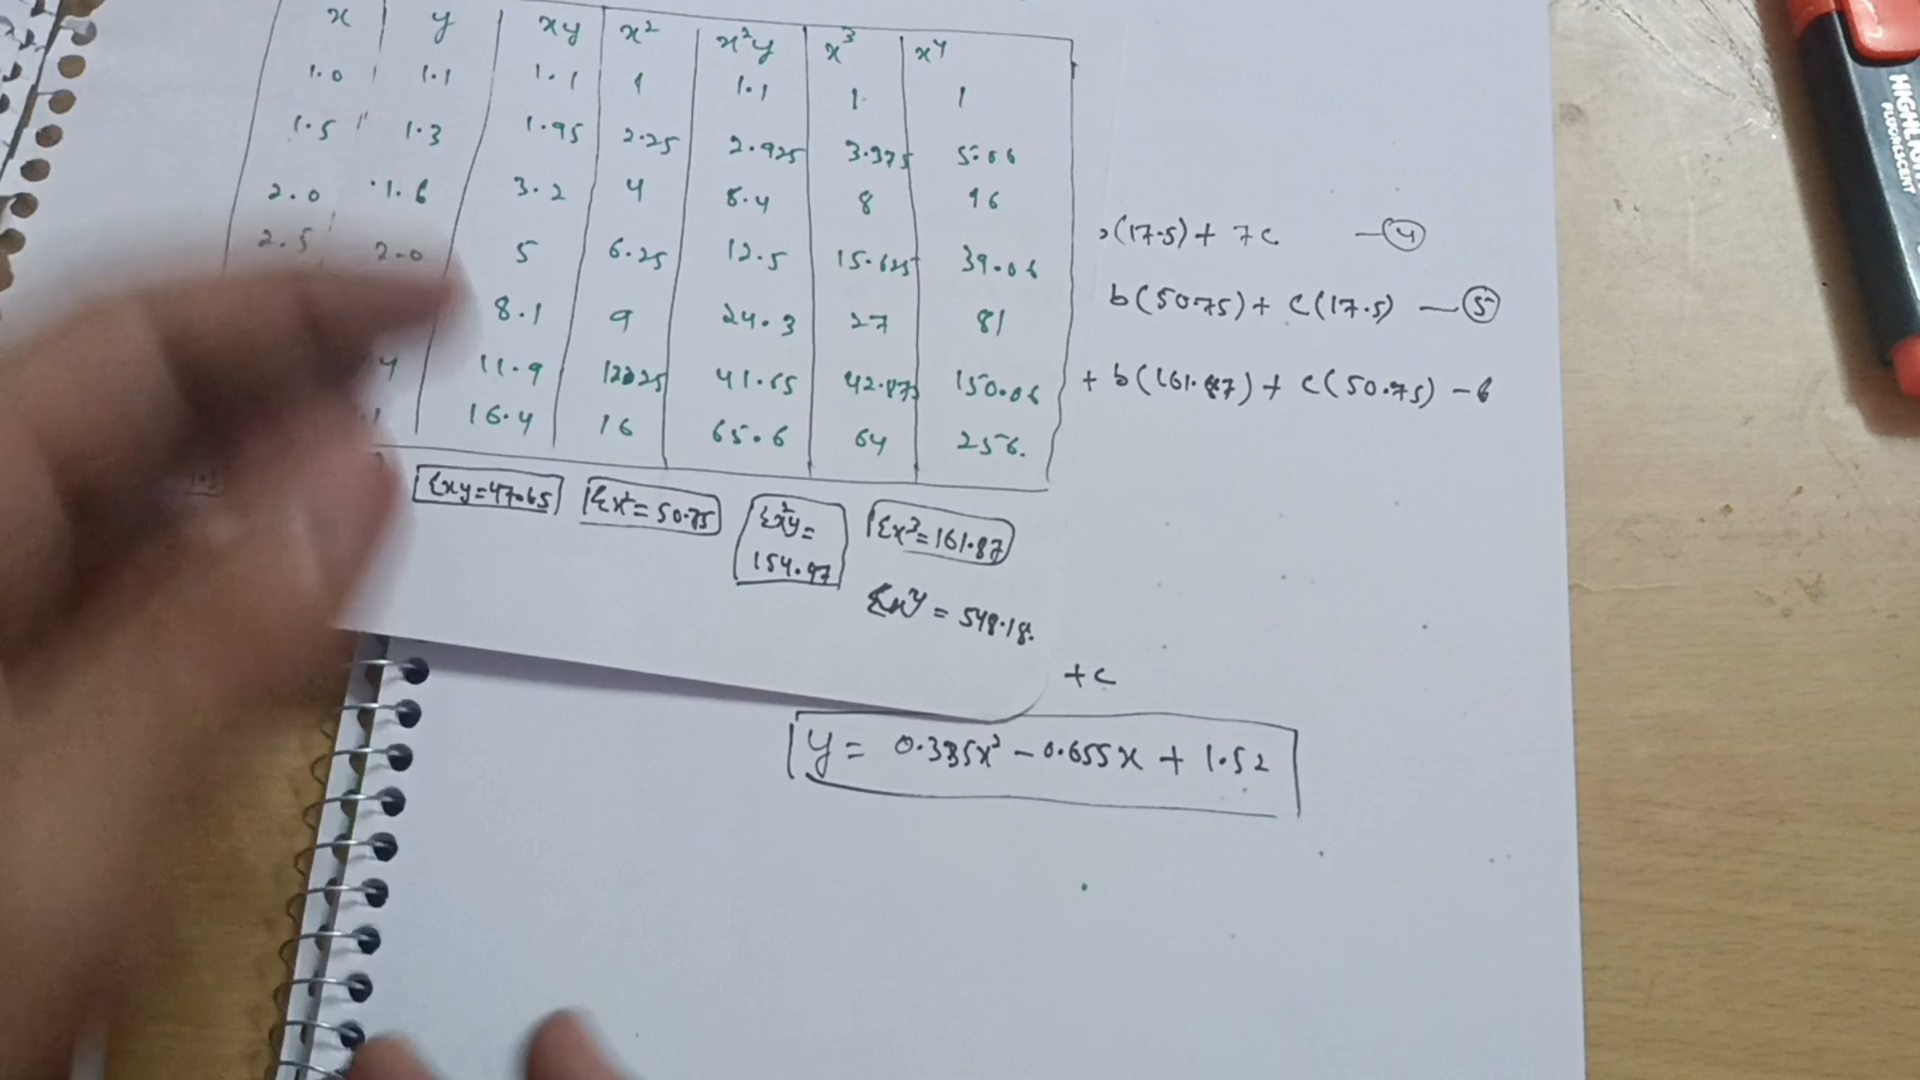 x y xy x² x²y x³ x⁴
1.0 1.1 1.1 1 1.1 1. 1
1.5 1.3 1.95 2.25 2.925 3.375 5.06
2.0 1.6 3.2 4 8.4 8 16
2.5 2.0 5 6.25 12.5 15.625 39.06
8.1 9 24.3 27 81
4 11.9 12.25 41.65 42.875 150.06
1 16.4 16 65.6 64 256.
Σxy=47.65 Σx²=50.75 Σx²y= Σx³=161.87
154.97
Σx⁴=548.18.
(17.5)+ 7c —(4)
b(50.75)+ c(17.5) —(5)
+ b(161.87)+ c(50.75) -6
+c
y = 0.335x² - 0.655x + 1.52
HIGHL
FLUORESCENT